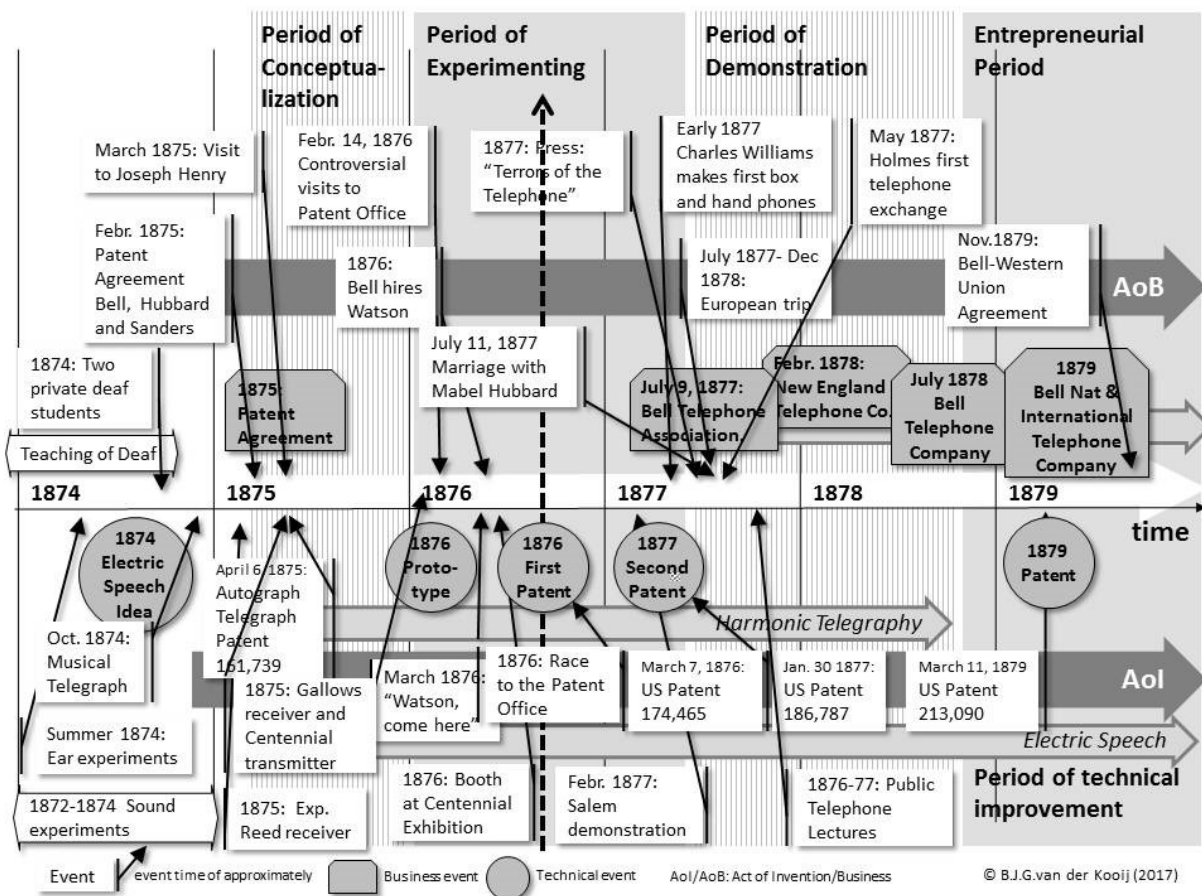 Period of
Conceptua-
lization
Period of
Experimenting
Period of
Demonstration
Entrepreneurial
Period
March 1875: Visit
to Joseph Henry
Febr. 14, 1876
Controversial
visits to
Patent Office
1877: Press:
“Terrors of the
Telephone”
Early 1877
Charles Williams
makes first box
and hand phones
May 1877:
Holmes first
telephone
exchange
Febr. 1875:
Patent
Agreement
Bell, Hubbard
and Sanders
1876:
Bell hires
Watson
July 1877- Dec
1878:
European trip
Nov.1879:
Bell-Western
Union
Agreement
AoB
1874: Two
private deaf
students
July 11, 1877
Marriage with
Mabel Hubbard
1875:
Patent
Agreement
July 9, 1877:
Bell Telephone
Association.
Febr. 1878:
New England
Telephone Co.
July 1878
Bell
Telephone
Company
1879
Bell Nat &
International
Telephone
Company
Teaching of Deaf
1874
1875
1876
1877
1878
1879
time
1874
Electric
Speech
Idea
1876
Proto-
type
1876
First
Patent
1877
Second
Patent
1879
Patent
April 6 1875:
Autograph
Telegraph
Patent
161,739
Harmonic Telegraphy
Oct. 1874:
Musical
Telegraph
1875: Gallows
receiver and
Centennial
transmitter
March 1876:
“Watson,
come here”
1876: Race
to the Patent
Office
March 7, 1876:
US Patent
174,465
Jan. 30 1877:
US Patent
186,787
March 11, 1879
US Patent
213,090
AoI
Summer 1874:
Ear experiments
Electric Speech
1872-1874 Sound
experiments
1875: Exp.
Reed receiver
1876: Booth
at Centennial
Exhibition
Febr. 1877:
Salem
demonstration
1876-77: Public
Telephone
Lectures
Period of technical
improvement
Event
event time of approximately
Business event
Technical event
AoI/AoB: Act of Invention/Business
© B.J.G.van der Kooij (2017)